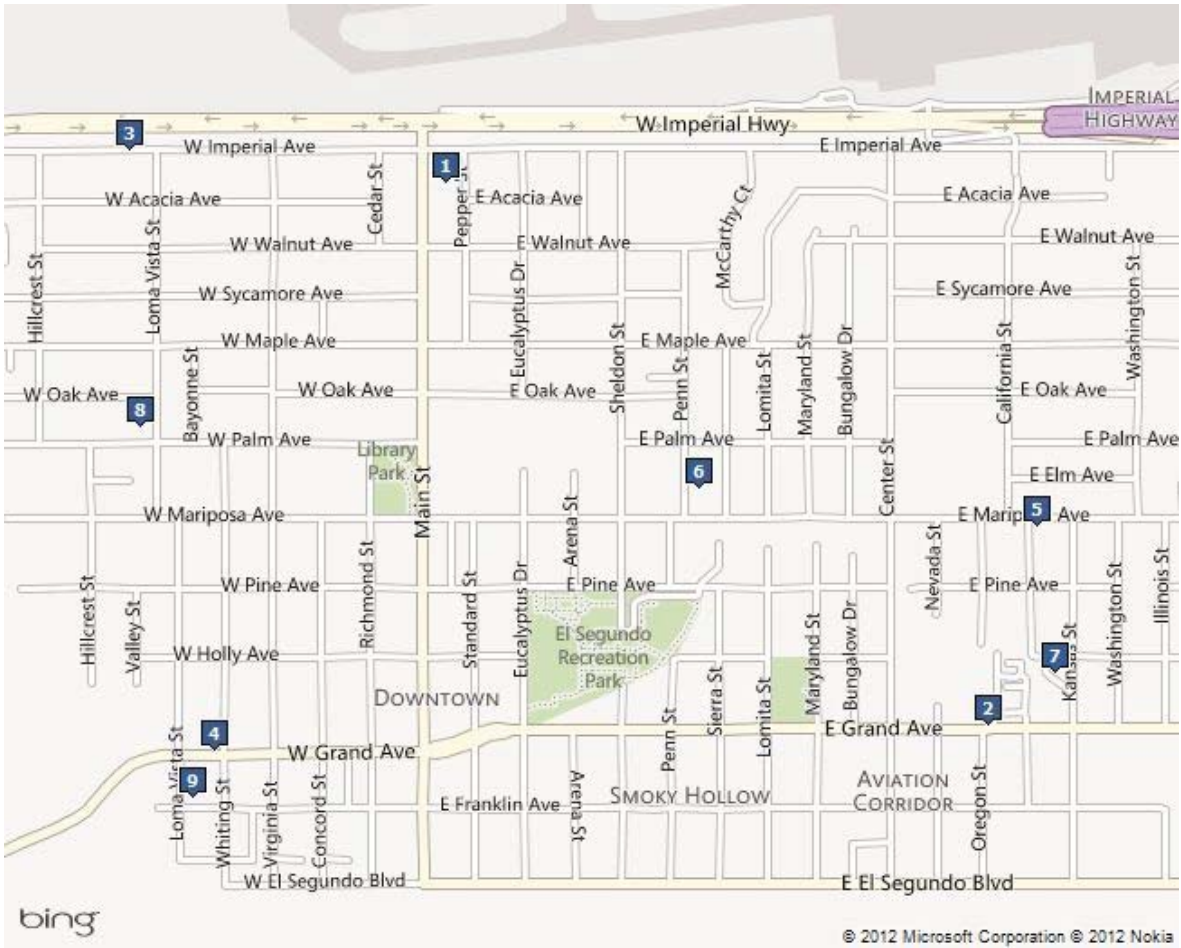 IMPERIAL
HIGHWAY
3
W Imperial Hwy
W Imperial Ave
E Imperial Ave
1
W Acacia Ave
Cedar St
Pepper St
E Acacia Ave
McCarthy Ct
E Acacia Ave
W Walnut Ave
E Walnut Ave
E Walnut Ave
Hillcrest St
Loma Vista St
W Sycamore Ave
Eucalyptus Dr
E Sycamore Ave
Washington St
W Maple Ave
E Maple Ave
Sheldon St
Penn St
Lomita St
Maryland St
Bungalow Dr
California St
W Oak Ave
Bayonne St
W Oak Ave
E Oak Ave
E Oak Ave
8
W Palm Ave
Library
Park
E Palm Ave
E Palm Ave
6
Center St
E Elm Ave
Main St
W Mariposa Ave
Arena St
5
E Mariposa Ave
Hillcrest St
Valley St
W Pine Ave
Richmond St
Standard St
Eucalyptus Dr
E Pine Ave
Nevada St
E Pine Ave
Washington St
Illinois St
W Holly Ave
El Segundo
Recreation
Park
Sierra St
Lomita St
Maryland St
Bungalow Dr
7
Kansas St
DOWNTOWN
2
4
W Grand Ave
Penn St
E Grand Ave
Loma Vista St
9
Whiting St
Virginia St
Concord St
E Franklin Ave
Arena St
SMOKY HOLLOW
AVIATION
CORRIDOR
Oregon St
W El Segundo Blvd
E El Segundo Blvd
bing
© 2012 Microsoft Corporation © 2012 Nokia